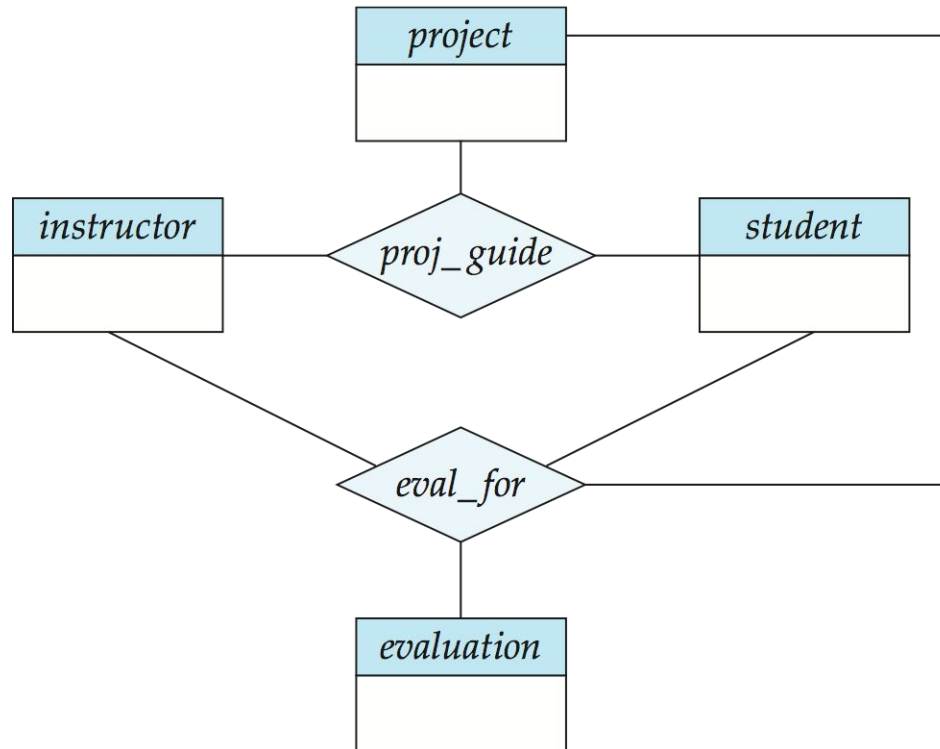 project
instructor
proj_guide
student
eval_for
evaluation